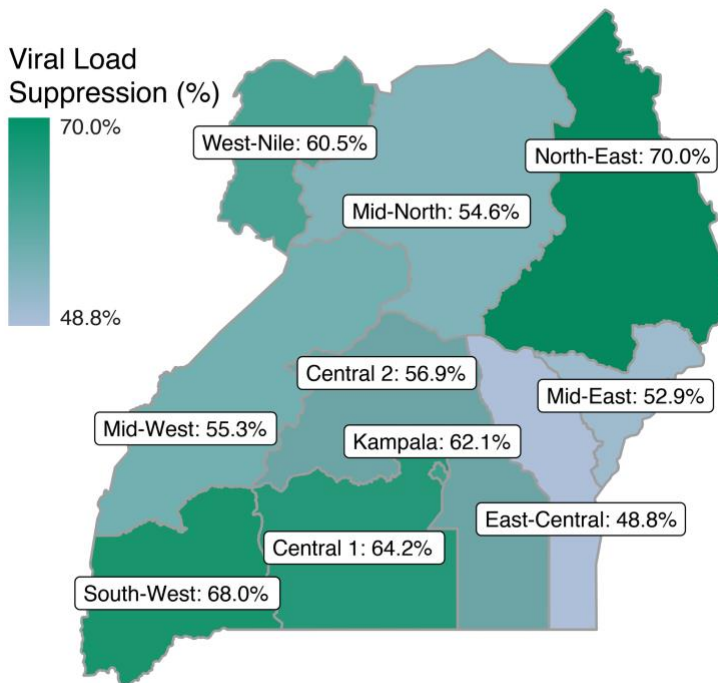 Viral Load
Suppression (%)
70.0%
48.8%
West-Nile: 60.5%
North-East: 70.0%
Mid-North: 54.6%
Central 2: 56.9%
Mid-East: 52.9%
Mid-West: 55.3%
Kampala: 62.1%
East-Central: 48.8%
Central 1: 64.2%
South-West: 68.0%